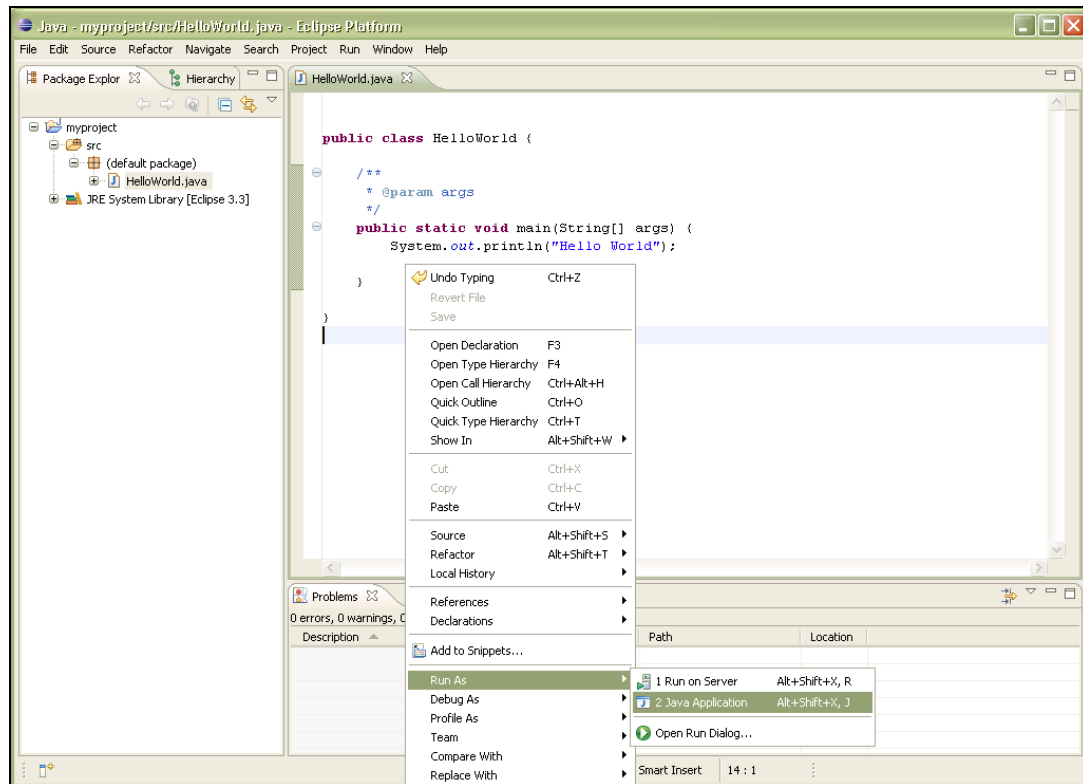 Java - myproject/src/HelloWorld.java - Eclipse Platform
File Edit Source Refactor Navigate Search Project Run Window Help
Package Explor Hierarchy
myproject
src
(default package)
HelloWorld.java
JRE System Library [Eclipse 3.3]
HelloWorld.java
public class HelloWorld {
/**
* @param args
*/
public static void main(String[] args) {
System.out.println("Hello World");
}
}
Undo Typing Ctrl+Z
Revert File
Save
Open Declaration F3
Open Type Hierarchy F4
Open Call Hierarchy Ctrl+Alt+H
Quick Outline Ctrl+O
Quick Type Hierarchy Ctrl+T
Show In Alt+Shift+W
Cut Ctrl+X
Copy Ctrl+C
Paste Ctrl+V
Source Alt+Shift+S
Refactor Alt+Shift+T
Local History
References
Declarations
Add to Snippets...
Run As
Debug As
Profile As
Team
Compare With
Replace With
1 Run on Server Alt+Shift+X, R
2 Java Application Alt+Shift+X, J
Open Run Dialog...
Problems
0 errors, 0 warnings, 0
Description Path Location
Smart Insert 14 : 1